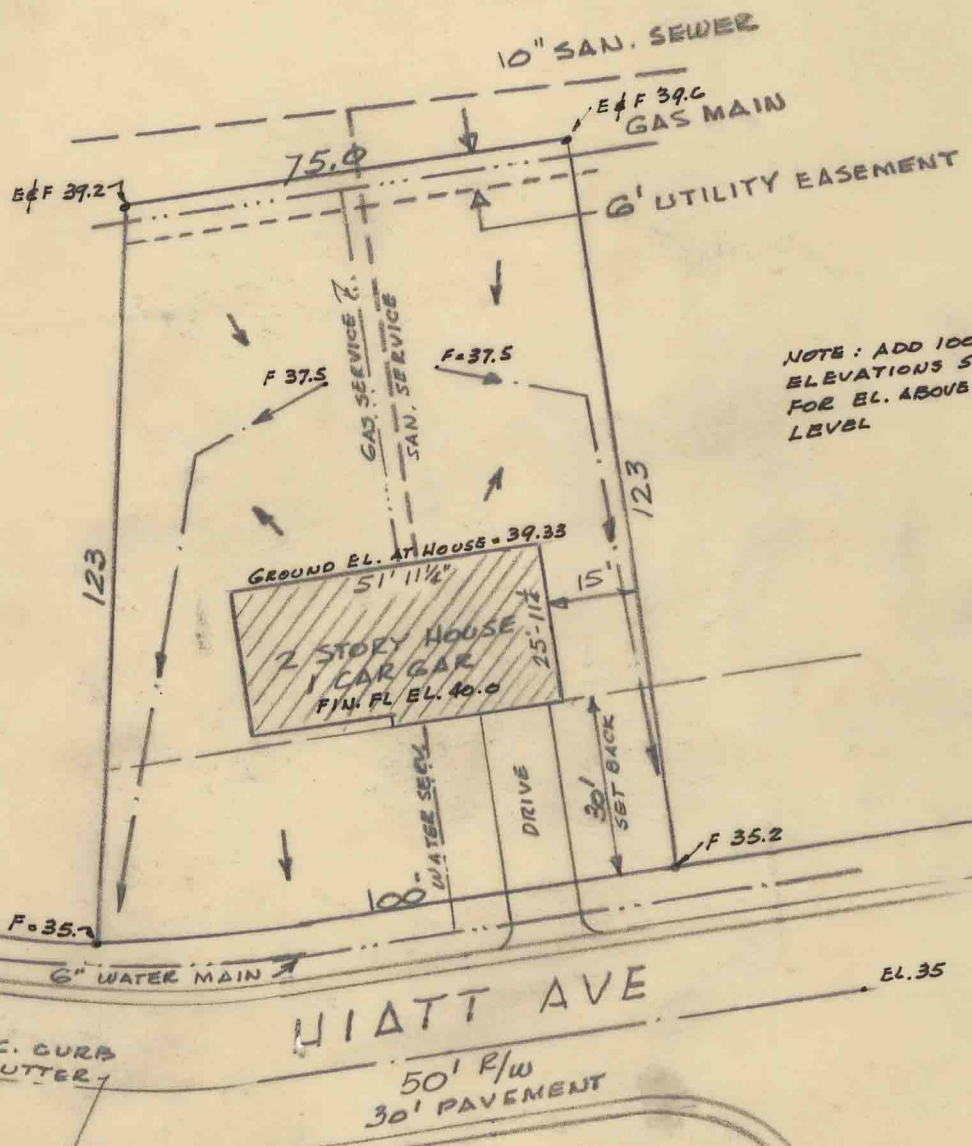 10" SAN. SEWER
E & F 39.6
GAS MAIN
75.0
E & F 39.2
6' UTILITY EASEMENT
GAS SERVICE
SAN. SERVICE
F 37.5
F = 37.5
NOTE: ADD 100
ELEVATIONS S
FOR EL. ABOVE
LEVEL
123
123
GROUND EL. AT HOUSE = 39.33
51' 11½"
15'
25'-11½
2 STORY HOUSE
1 CAR GAR
FIN. FL EL. 40.0
WATER SERV.
DRIVE
30'
SET BACK
F 35.2
100
F = 35.
6" WATER MAIN
HIATT AVE
EL. 35
C. CURB
UTTER
50' R/W
30' PAVEMENT